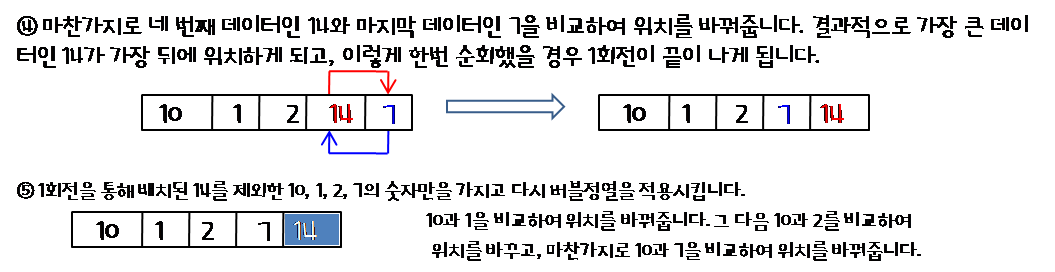 ④ 마찬가지로 네 번째 데이터인 14와 마지막 데이터인 7을 비교하여 위치를 바꿔줍니다. 결과적으로 가장 큰 데이
터인 14가 가장 뒤에 위치하게 되고, 이렇게 한번 순회했을 경우 1회전이 끝이 나게 됩니다.
10 1 2 14 7 10 1 2 7 14
⑤ 1회전을 통해 배치된 14를 제외한 10, 1, 2, 7의 숫자만을 가지고 다시 버블정열을 적용시킵니다.
10 1 2 7 14
10과 1을 비교하여 위치를 바꿔줍니다. 그 다음 10과 2를 비교하여
위치를 바꾸고, 마찬가지로 10과 7을 비교하여 위치를 바꿔줍니다.